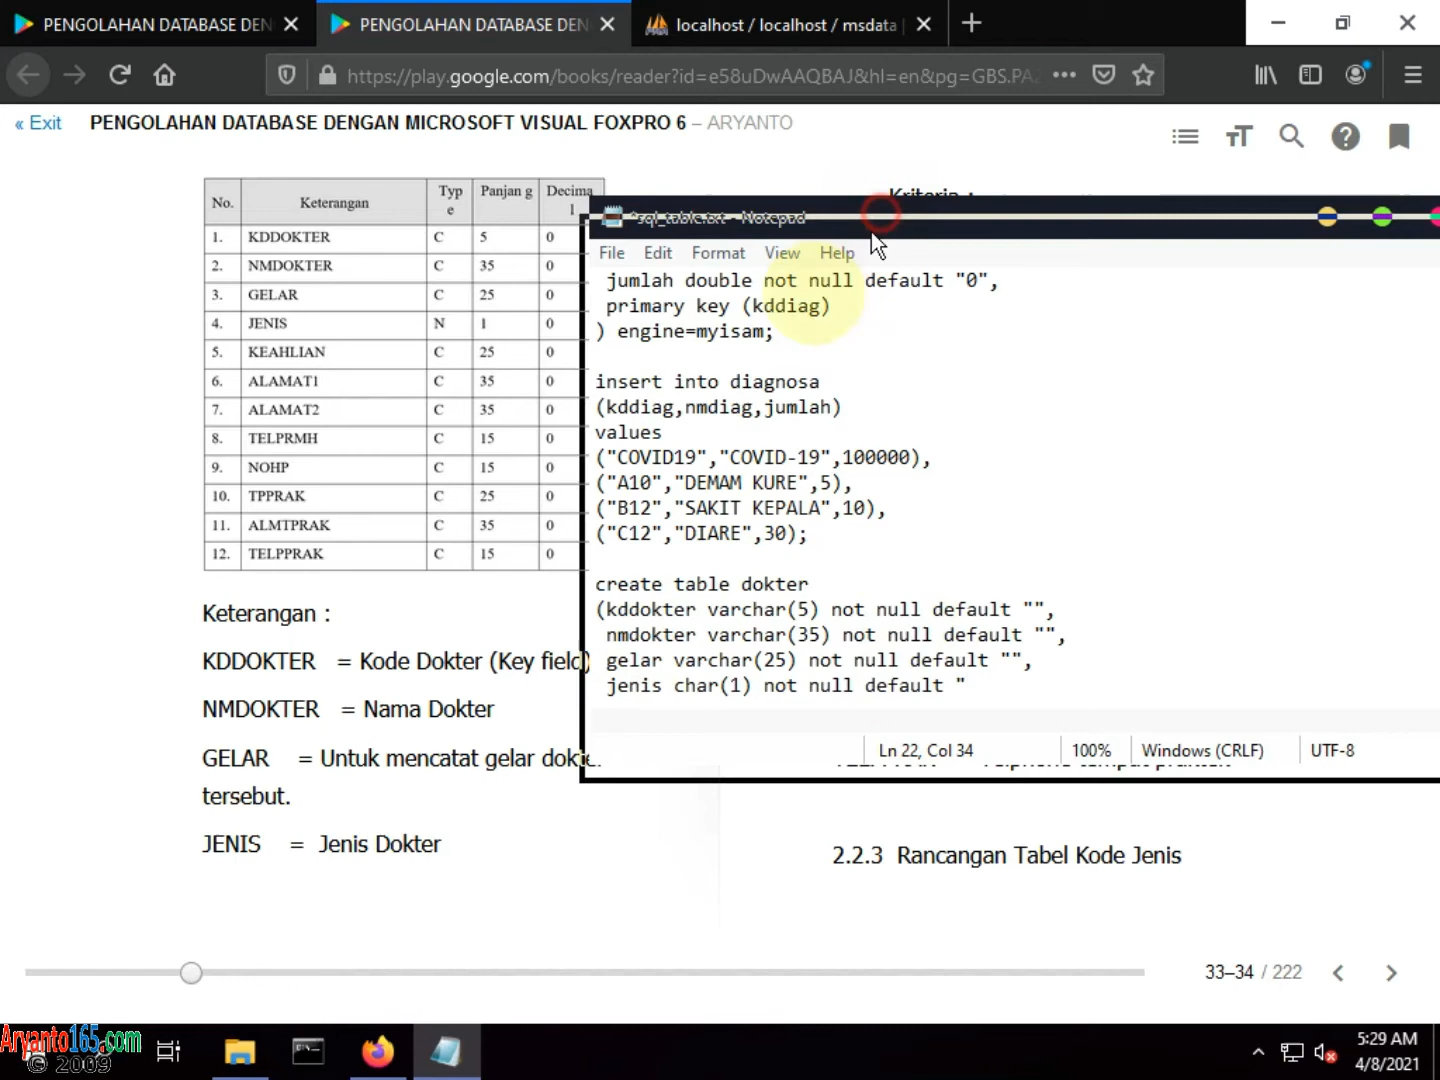 PENGOLAHAN DATABASE DEN
PENGOLAHAN DATABASE DEN
localhost / localhost / msdata |
https://play.google.com/books/reader?id=e58uDwAAQBAJ&hl=en&pg=GBS.PA
« Exit
PENGOLAHAN DATABASE DENGAN MICROSOFT VISUAL FOXPRO 6 – ARYANTO
No. Keterangan Typ e Panjan g Decima l
1. KDDOKTER C 5 0
2. NMDOKTER C 35 0
3. GELAR C 25 0
4. JENIS N 1 0
5. KEAHLIAN C 25 0
6. ALAMAT1 C 35 0
7. ALAMAT2 C 35 0
8. TELPRMH C 15 0
9. NOHP C 15 0
10. TPPRAK C 25 0
11. ALMTPRAK C 35 0
12. TELPPRAK C 15 0
Keterangan :
KDDOKTER = Kode Dokter (Key field)
NMDOKTER = Nama Dokter
GELAR = Untuk mencatat gelar dokter
tersebut.
JENIS = Jenis Dokter
Kriteria :
*sql_table.txt - Notepad
File Edit Format View Help
jumlah double not null default "0",
primary key (kddiag)
) engine=myisam;
insert into diagnosa
(kddiag,nmdiag,jumlah)
values
("COVID19","COVID-19",100000),
("A10","DEMAM KURE",5),
("B12","SAKIT KEPALA",10),
("C12","DIARE",30);
create table dokter
(kddokter varchar(5) not null default "",
nmdokter varchar(35) not null default "",
gelar varchar(25) not null default "",
jenis char(1) not null default "
Ln 22, Col 34 100% Windows (CRLF) UTF-8
2.2.3 Rancangan Tabel Kode Jenis
33–34 / 222
Aryanto165.com
© 2009
5:29 AM
4/8/2021